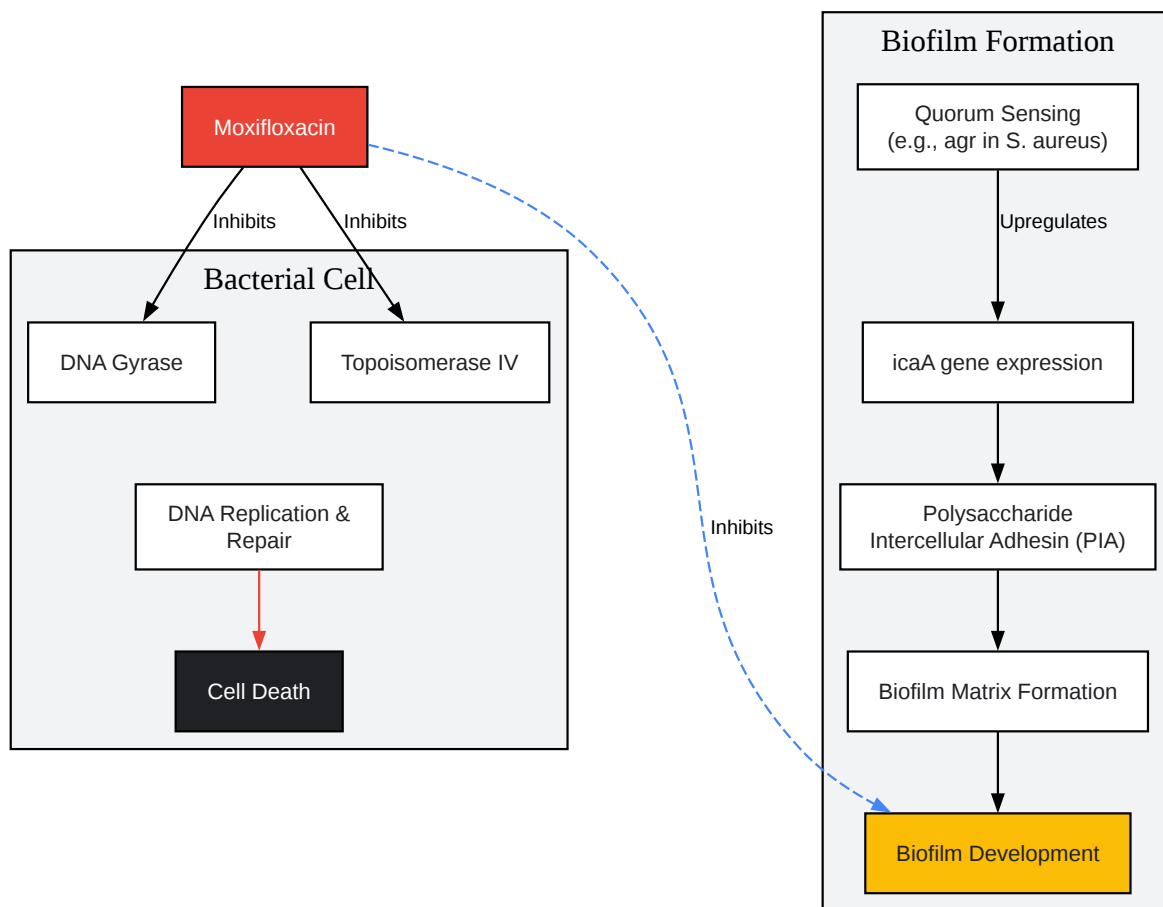 Moxifloxacin
Inhibits
Inhibits
Bacterial Cell
DNA Gyrase
Topoisomerase IV
DNA Replication &
Repair
Cell Death
Inhibits
Biofilm Formation
Quorum Sensing
(e.g., agr in S. aureus)
Upregulates
icaA gene expression
Polysaccharide
Intercellular Adhesin (PIA)
Biofilm Matrix Formation
Biofilm Development